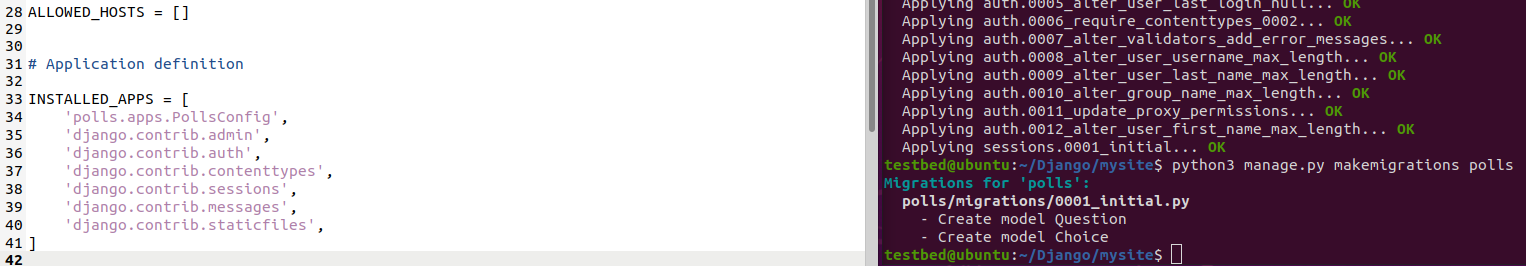 28 ALLOWED_HOSTS = []
29
30
31 # Application definition
32
33 INSTALLED_APPS = [
34     'polls.apps.PollsConfig',
35     'django.contrib.admin',
36     'django.contrib.auth',
37     'django.contrib.contenttypes',
38     'django.contrib.sessions',
39     'django.contrib.messages',
40     'django.contrib.staticfiles',
41 ]
42
Applying auth.0005_alter_user_last_login_null... OK
Applying auth.0006_require_contenttypes_0002... OK
Applying auth.0007_alter_validators_add_error_messages... OK
Applying auth.0008_alter_user_username_max_length... OK
Applying auth.0009_alter_user_last_name_max_length... OK
Applying auth.0010_alter_group_name_max_length... OK
Applying auth.0011_update_proxy_permissions... OK
Applying auth.0012_alter_user_first_name_max_length... OK
Applying sessions.0001_initial... OK
testbed@ubuntu:~/Django/mysite$ python3 manage.py makemigrations polls
Migrations for 'polls':
  polls/migrations/0001_initial.py
    - Create model Question
    - Create model Choice
testbed@ubuntu:~/Django/mysite$